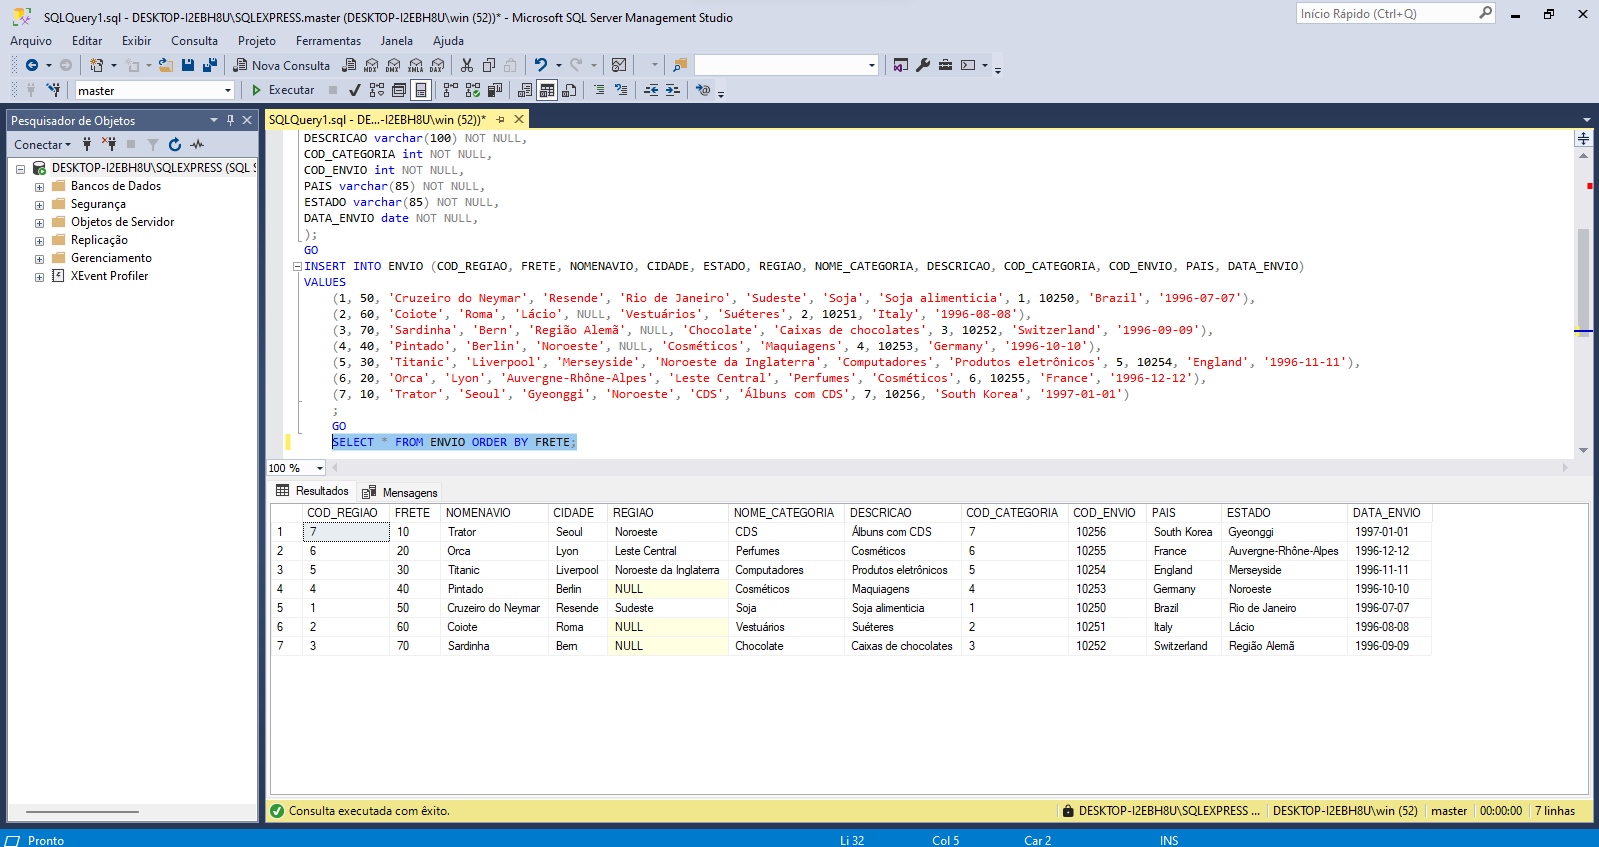 SQLQuery1.sql - DESKTOP-I2EBH8U\SQLEXPRESS.master (DESKTOP-I2EBH8U\win (52))* - Microsoft SQL Server Management Studio
Início Rápido (Ctrl+Q)
Arquivo Editar Exibir Consulta Projeto Ferramentas Janela Ajuda
Nova Consulta MDX DMX XMLA DAX
master Executar
Pesquisador de Objetos
Conectar
DESKTOP-I2EBH8U\SQLEXPRESS (SQL S
Bancos de Dados
Segurança
Objetos de Servidor
Replicação
Gerenciamento
XEvent Profiler
SQLQuery1.sql - DE...-I2EBH8U\win (52))*
DESCRICAO varchar(100) NOT NULL,
COD_CATEGORIA int NOT NULL,
COD_ENVIO int NOT NULL,
PAIS varchar(85) NOT NULL,
ESTADO varchar(85) NOT NULL,
DATA_ENVIO date NOT NULL,
);
GO
INSERT INTO ENVIO (COD_REGIAO, FRETE, NOMENAVIO, CIDADE, ESTADO, REGIAO, NOME_CATEGORIA, DESCRICAO, COD_CATEGORIA, COD_ENVIO, PAIS, DATA_ENVIO)
VALUES
(1, 50, 'Cruzeiro do Neymar', 'Resende', 'Rio de Janeiro', 'Sudeste', 'Soja', 'Soja alimenticia', 1, 10250, 'Brazil', '1996-07-07'),
(2, 60, 'Coiote', 'Roma', 'Lácio', NULL, 'Vestuários', 'Suéteres', 2, 10251, 'Italy', '1996-08-08'),
(3, 70, 'Sardinha', 'Bern', 'Região Alemã', NULL, 'Chocolate', 'Caixas de chocolates', 3, 10252, 'Switzerland', '1996-09-09'),
(4, 40, 'Pintado', 'Berlin', 'Noroeste', NULL, 'Cosméticos', 'Maquiagens', 4, 10253, 'Germany', '1996-10-10'),
(5, 30, 'Titanic', 'Liverpool', 'Merseyside', 'Noroeste da Inglaterra', 'Computadores', 'Produtos eletrônicos', 5, 10254, 'England', '1996-11-11'),
(6, 20, 'Orca', 'Lyon', 'Auvergne-Rhône-Alpes', 'Leste Central', 'Perfumes', 'Cosméticos', 6, 10255, 'France', '1996-12-12'),
(7, 10, 'Trator', 'Seoul', 'Gyeonggi', 'Noroeste', 'CDS', 'Álbuns com CDS', 7, 10256, 'South Korea', '1997-01-01')
;
GO
SELECT * FROM ENVIO ORDER BY FRETE;
100 %
Resultados Mensagens
COD_REGIAO FRETE NOMENAVIO CIDADE REGIAO NOME_CATEGORIA DESCRICAO COD_CATEGORIA COD_ENVIO PAIS ESTADO DATA_ENVIO
1 7 10 Trator Seoul Noroeste CDS Álbuns com CDS 7 10256 South Korea Gyeonggi 1997-01-01
2 6 20 Orca Lyon Leste Central Perfumes Cosméticos 6 10255 France Auvergne-Rhône-Alpes 1996-12-12
3 5 30 Titanic Liverpool Noroeste da Inglaterra Computadores Produtos eletrônicos 5 10254 England Merseyside 1996-11-11
4 4 40 Pintado Berlin NULL Cosméticos Maquiagens 4 10253 Germany Noroeste 1996-10-10
5 1 50 Cruzeiro do Neymar Resende Sudeste Soja Soja alimenticia 1 10250 Brazil Rio de Janeiro 1996-07-07
6 2 60 Coiote Roma NULL Vestuários Suéteres 2 10251 Italy Lácio 1996-08-08
7 3 70 Sardinha Bern NULL Chocolate Caixas de chocolates 3 10252 Switzerland Região Alemã 1996-09-09
Consulta executada com êxito. DESKTOP-I2EBH8U\SQLEXPRESS ... DESKTOP-I2EBH8U\win (52) master 00:00:00 7 linhas
Pronto Li 32 Col 5 Car 2 INS